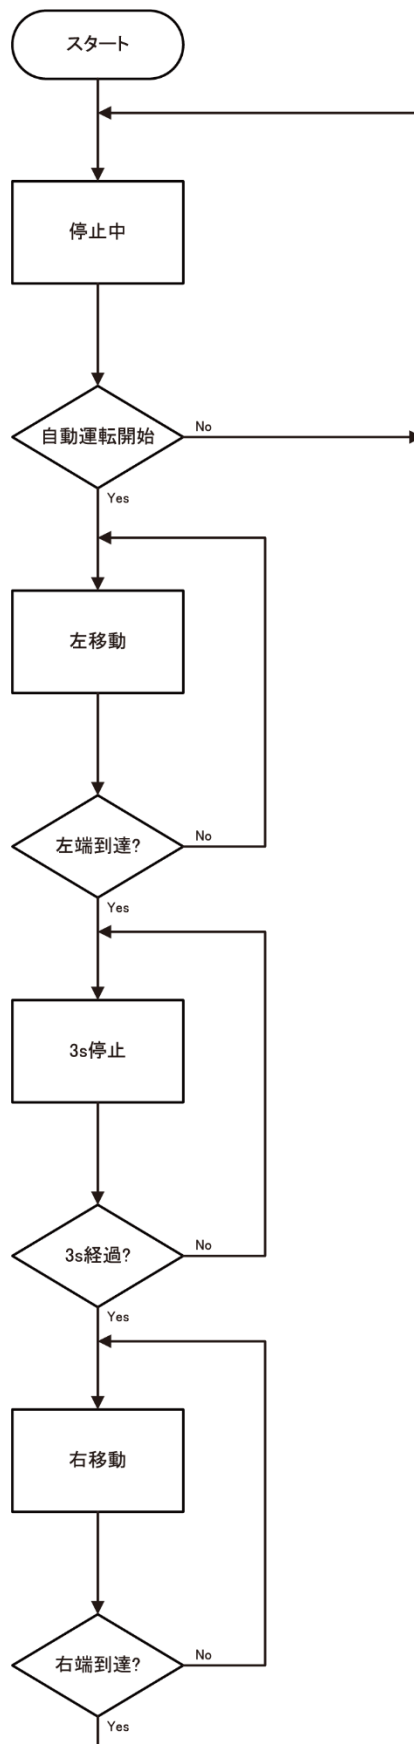 スタート
停止中
自動運転開始
No
Yes
左移動
左端到達?
No
Yes
3s停止
3s経過?
No
Yes
右移動
右端到達?
No
Yes